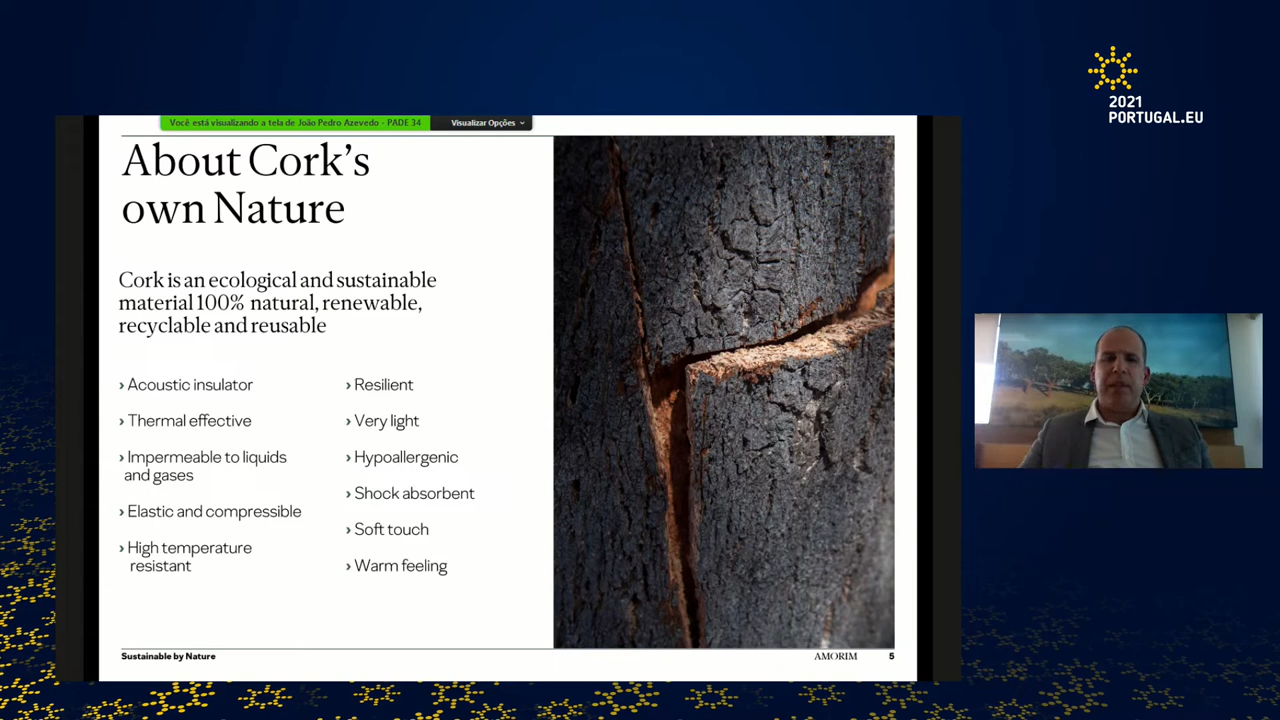 Você está visualizando a tela de João Pedro Azevedo - PADE 34
Visualizar Opções
About Cork's
own Nature
Cork is an ecological and sustainable
material 100% natural, renewable,
recyclable and reusable
› Acoustic insulator
› Thermal effective
› Impermeable to liquids
and gases
› Elastic and compressible
› High temperature
resistant
› Resilient
› Very light
› Hypoallergenic
› Shock absorbent
› Soft touch
› Warm feeling
Sustainable by Nature
AMORIM
5
2021
PORTUGAL.EU